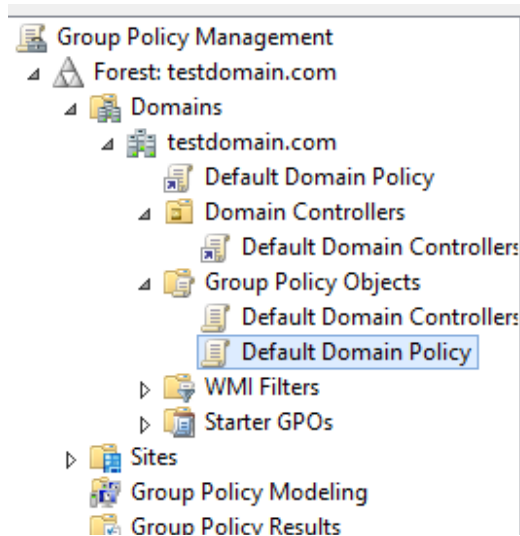 Group Policy Management
Forest: testdomain.com
Domains
testdomain.com
Default Domain Policy
Domain Controllers
Default Domain Controllers
Group Policy Objects
Default Domain Controllers
Default Domain Policy
WMI Filters
Starter GPOs
Sites
Group Policy Modeling
Group Policy Results